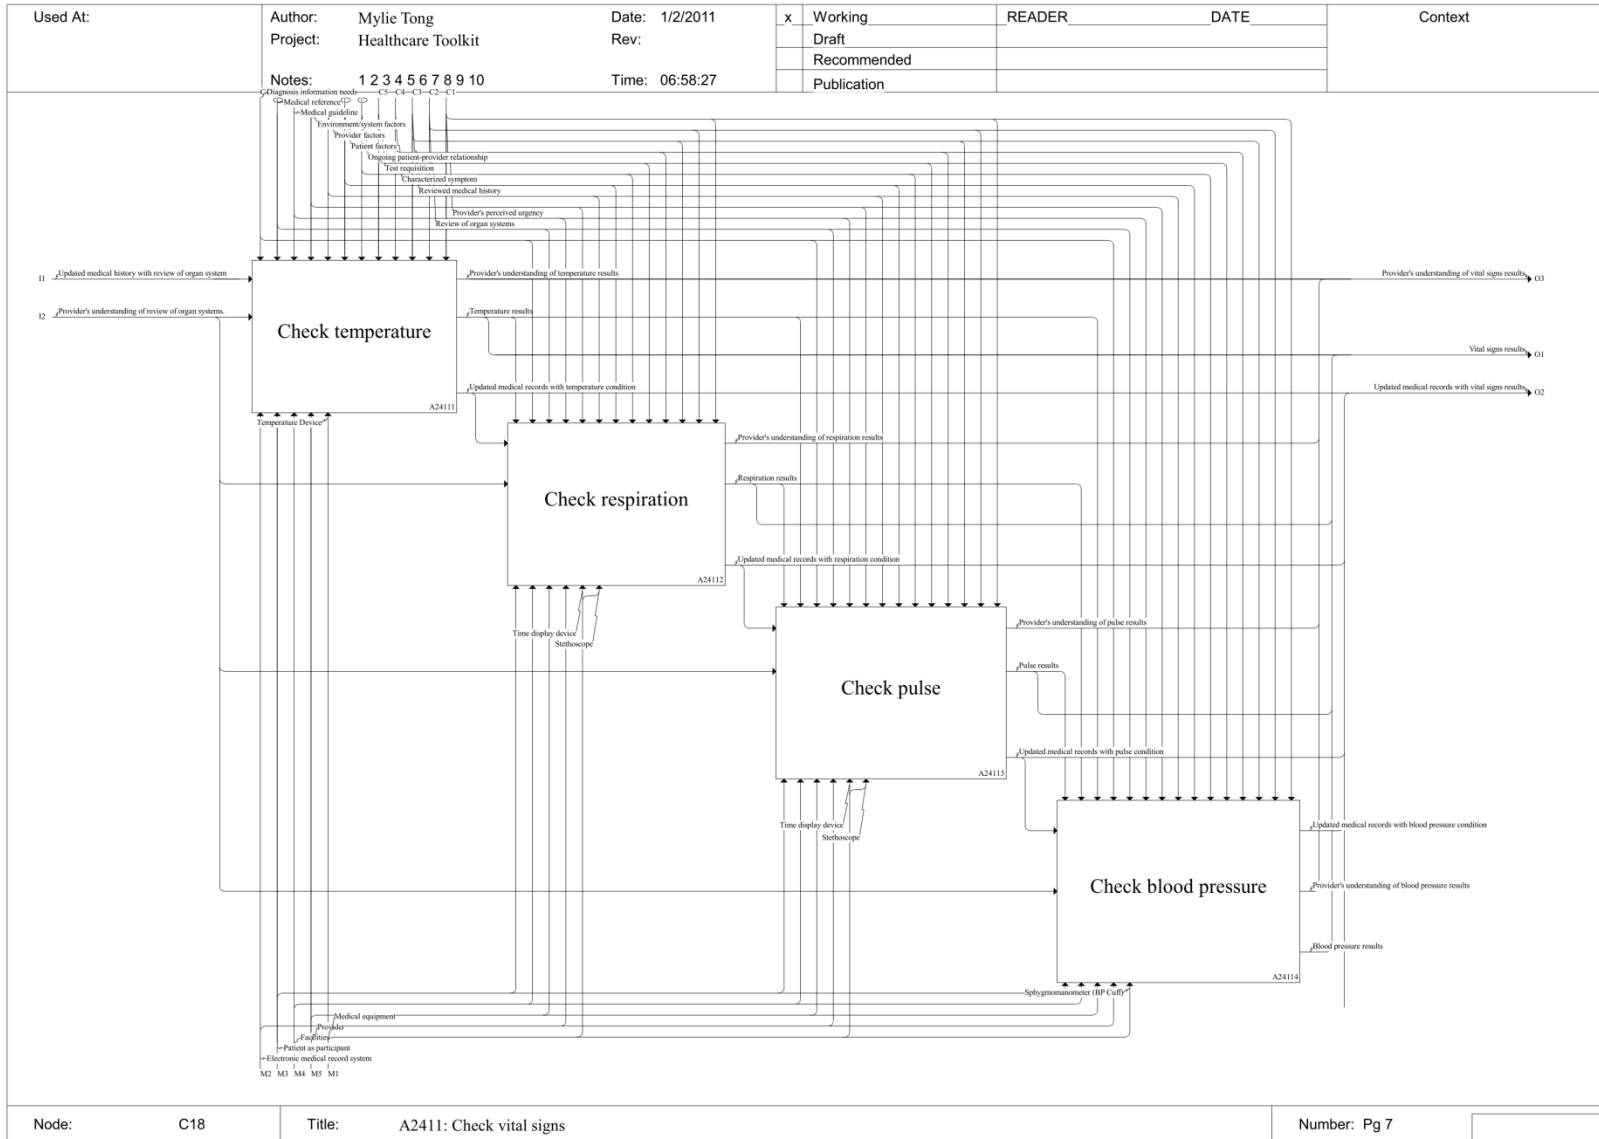 Used At:
Author: Mylie Tong
Date: 1/2/2011
x Working
READER
DATE
Context
Project: Healthcare Toolkit
Rev:
Draft
Recommended
Notes: 1 2 3 4 5 6 7 8 9 10
Time: 06:58:27
Publication
Diagnosis information needs
C5 C4 C3 C2 C1
Medical reference
Medical guideline
Environment/system factors
Provider factors
Patient factors
Ongoing patient-provider relationship
Test requisition
Characterized symptom
Reviewed medical history
Provider's perceived urgency
Review of organ systems
I1 Updated medical history with review of organ system
Provider's understanding of temperature results
Provider's understanding of vital signs results O3
I2 Provider's understanding of review of organ systems.
Temperature results
Check temperature
Vital signs results O1
Updated medical records with temperature condition
Updated medical records with vital signs results O2
A24111
Temperature Device
Provider's understanding of respiration results
Respiration results
Check respiration
Updated medical records with respiration condition
A24112
Time display device
Stethoscope
Provider's understanding of pulse results
Pulse results
Check pulse
Updated medical records with pulse condition
A24113
Time display device
Stethoscope
Updated medical records with blood pressure condition
Check blood pressure
Provider's understanding of blood pressure results
Blood pressure results
A24114
Sphygmomanometer (BP Cuff)
Medical equipment
Provider
Facilities
Patient as participant
Electronic medical record system
M2 M3 M4 M5 M1
Node: C18
Title: A2411: Check vital signs
Number: Pg 7